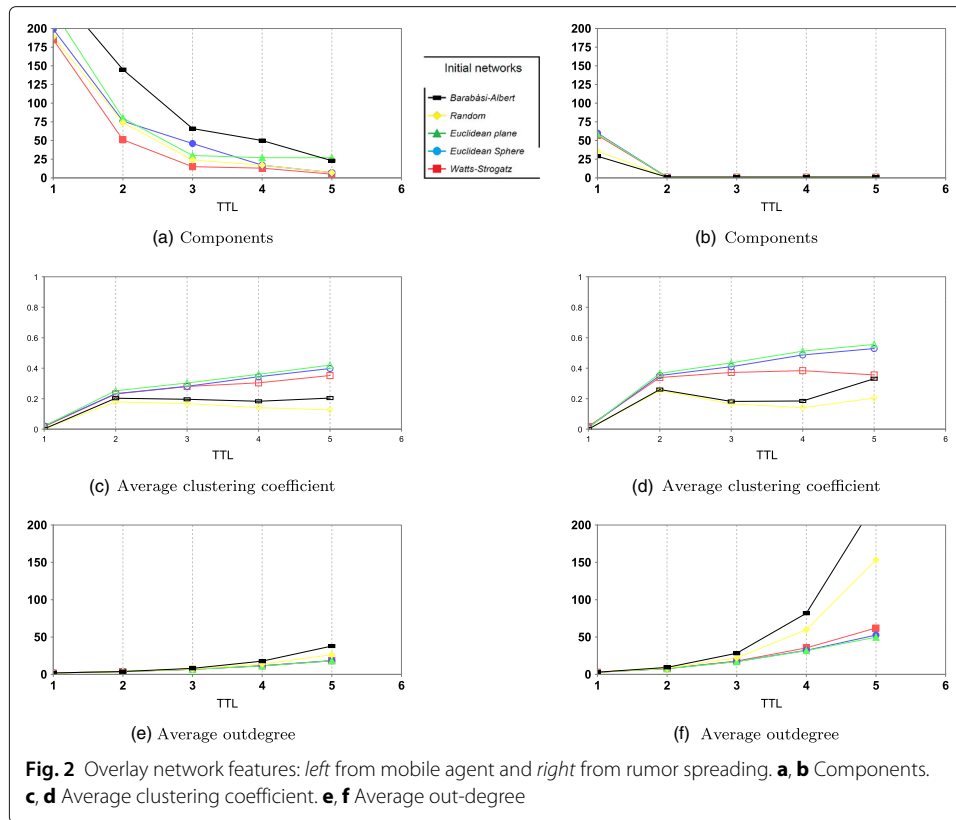 200
175
150
125
100
75
50
25
0
1 2 3 4 5 6
TTL
(a) Components
Initial networks
Barabàsi-Albert
Random
Euclidean plane
Euclidean Sphere
Watts-Strogatz
200
175
150
125
100
75
50
25
0
1 2 3 4 5 6
TTL
(b) Components
1
0.8
0.6
0.4
0.2
0
1 2 3 4 5 6
TTL
(c) Average clustering coefficient
1
0.8
0.6
0.4
0.2
0
1 2 3 4 5 6
TTL
(d) Average clustering coefficient
200
150
100
50
0
1 2 3 4 5 6
TTL
(e) Average outdegree
200
150
100
50
0
1 2 3 4 5 6
TTL
(f) Average outdegree
Fig. 2 Overlay network features: left from mobile agent and right from rumor spreading. a, b Components.
c, d Average clustering coefficient. e, f Average out-degree